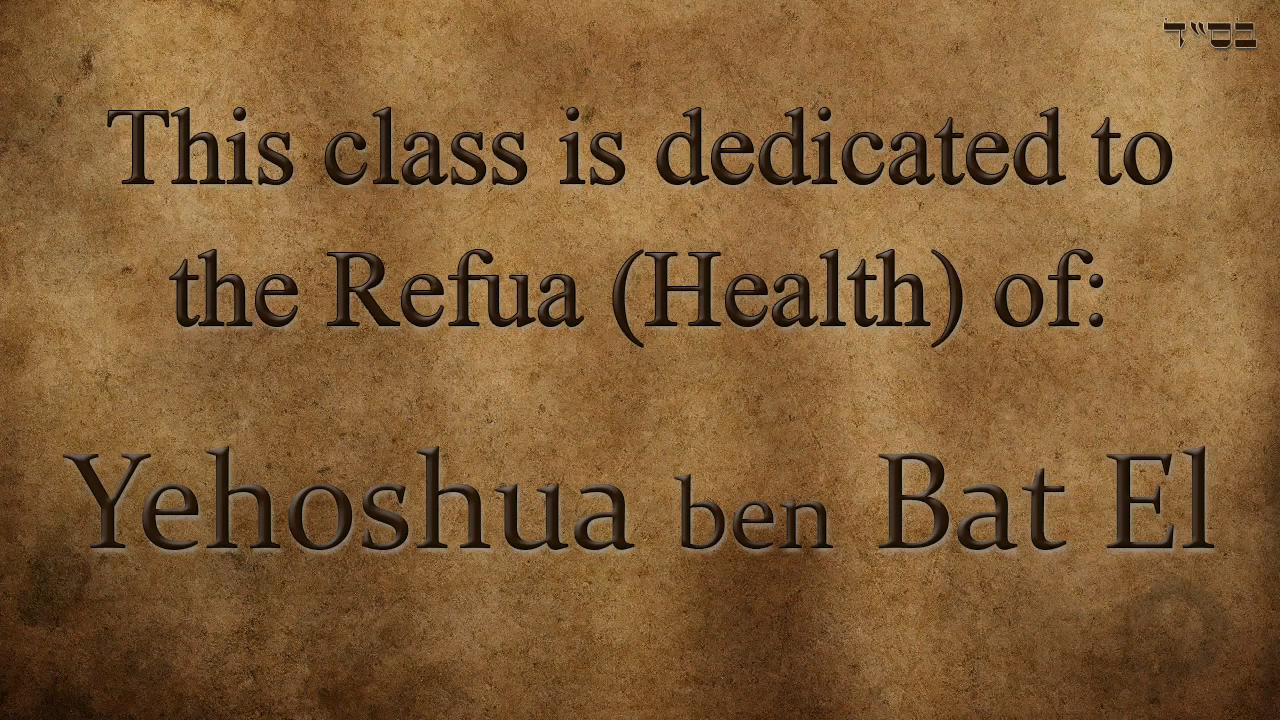 בס"ד
This class is dedicated to
the Refua (Health) of:
Yehoshua ben Bat El